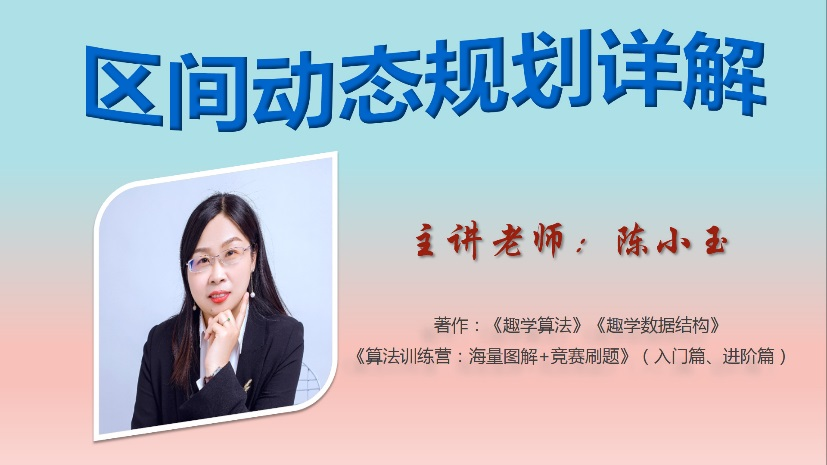 区间动态规划详解
主讲老师：陈小玉
著作：《趣学算法》《趣学数据结构》
《算法训练营：海量图解+竞赛刷题》（入门篇、进阶篇）